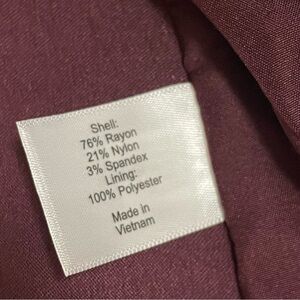 Shell:
76% Rayon
21% Nylon
3% Spandex
Lining:
100% Polyester
Made in
Vietnam